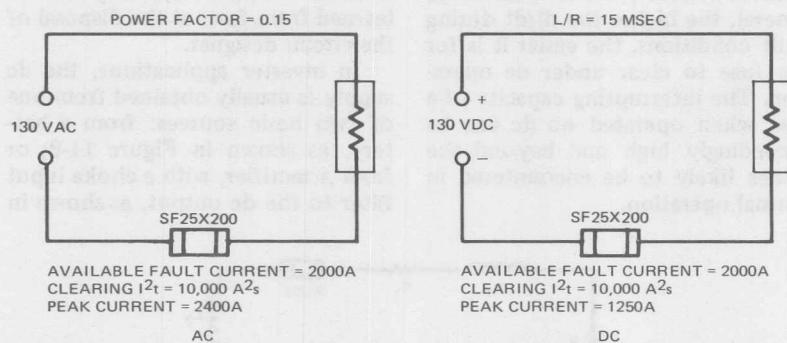 POWER FACTOR = 0.15
130 VAC
SF25X200
AVAILABLE FAULT CURRENT = 2000A
CLEARING I²t = 10,000 A²s
PEAK CURRENT = 2400A
AC
L/R = 15 MSEC
+
130 VDC
–
SF25X200
AVAILABLE FAULT CURRENT = 2000A
CLEARING I²t = 10,000 A²s
PEAK CURRENT = 1250A
DC